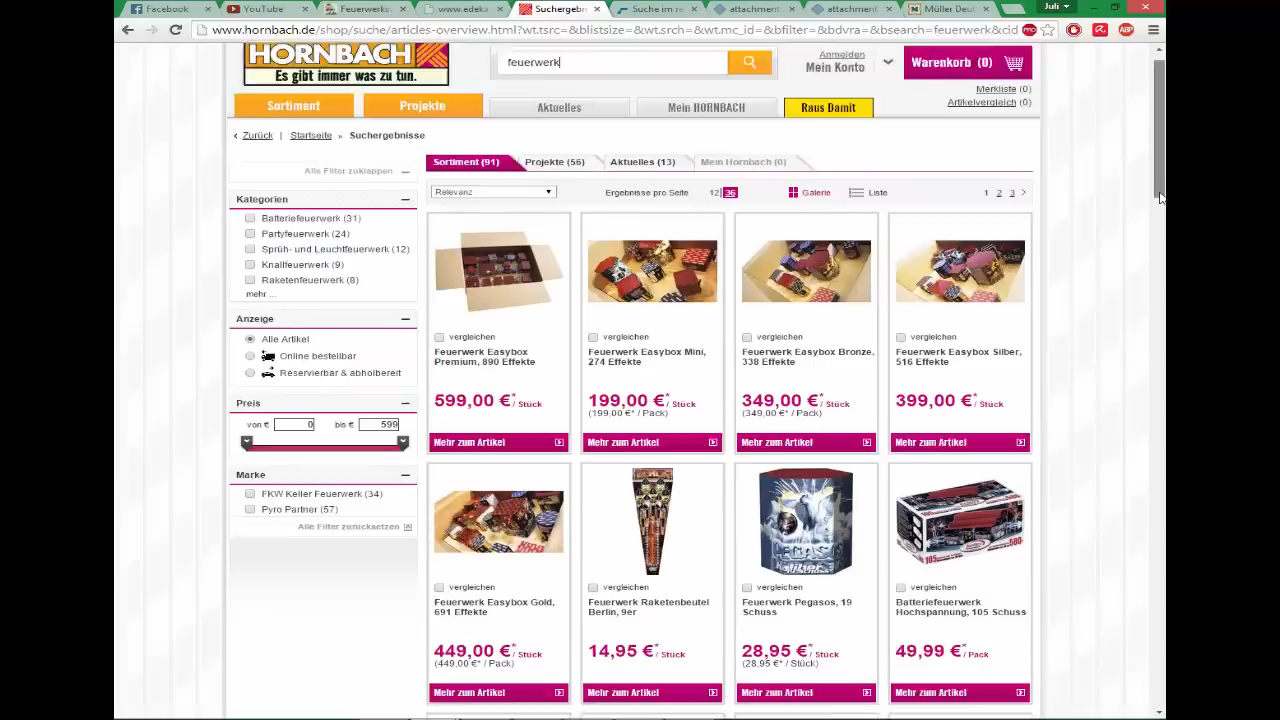 Juli
Facebook
YouTube
Feuerwerksv
www.edeka
Suchergebn
Suche im re
attachment
attachment
Müller Deut
www.hornbach.de/shop/suche/articles-overview.html?wt.tsrc=&blistsize=&wt.srch=&wt.mc_id=&bfilter=&bdvra=&bsearch=feuerwerk&cid
ABP
HORNBACH
Es gibt immer was zu tun.
feuerwerk
Anmelden
Mein Konto
Warenkorb (0)
Merkliste (0)
Artikelvergleich (0)
Sortiment
Projekte
Aktuelles
Mein HORNBACH
Raus Damit
Zurück | Startseite » Suchergebnisse
Alle Filter zuklappen
Sortiment (91)
Projekte (56)
Aktuelles (13)
Mein Hornbach (0)
Relevanz
Ergebnisse pro Seite 12 | 36
Galerie
Liste
1 2 3 >
Kategorien
Batteriefeuerwerk (31)
Partyfeuerwerk (24)
Sprüh- und Leuchtfeuerwerk (12)
Knallfeuerwerk (9)
Raketenfeuerwerk (8)
mehr ...
Anzeige
Alle Artikel
Online bestellbar
Reservierbar & abholbereit
Preis
von € 0 bis € 599
Marke
FKW Keller Feuerwerk (34)
Pyro Partner (57)
Alle Filter zurücksetzen
vergleichen
Feuerwerk Easybox
Premium, 890 Effekte
599,00 €* / Stück
Mehr zum Artikel
vergleichen
Feuerwerk Easybox Mini,
274 Effekte
199,00 €* / Stück
(199,00 €* / Pack)
Mehr zum Artikel
vergleichen
Feuerwerk Easybox Bronze,
338 Effekte
349,00 €* / Stück
(349,00 €* / Pack)
Mehr zum Artikel
vergleichen
Feuerwerk Easybox Silber,
516 Effekte
399,00 €* / Stück
Mehr zum Artikel
vergleichen
Feuerwerk Easybox Gold,
691 Effekte
449,00 €* / Stück
(449,00 €* / Pack)
Mehr zum Artikel
vergleichen
Feuerwerk Raketenbeutel
Berlin, 9er
14,95 €* / Stück
Mehr zum Artikel
PEGASOS
vergleichen
Feuerwerk Pegasos, 19
Schuss
28,95 €* / Stück
(28,95 €* / Stück)
Mehr zum Artikel
105
580
vergleichen
Batteriefeuerwerk
Hochspannung, 105 Schuss
49,99 €* / Pack
Mehr zum Artikel